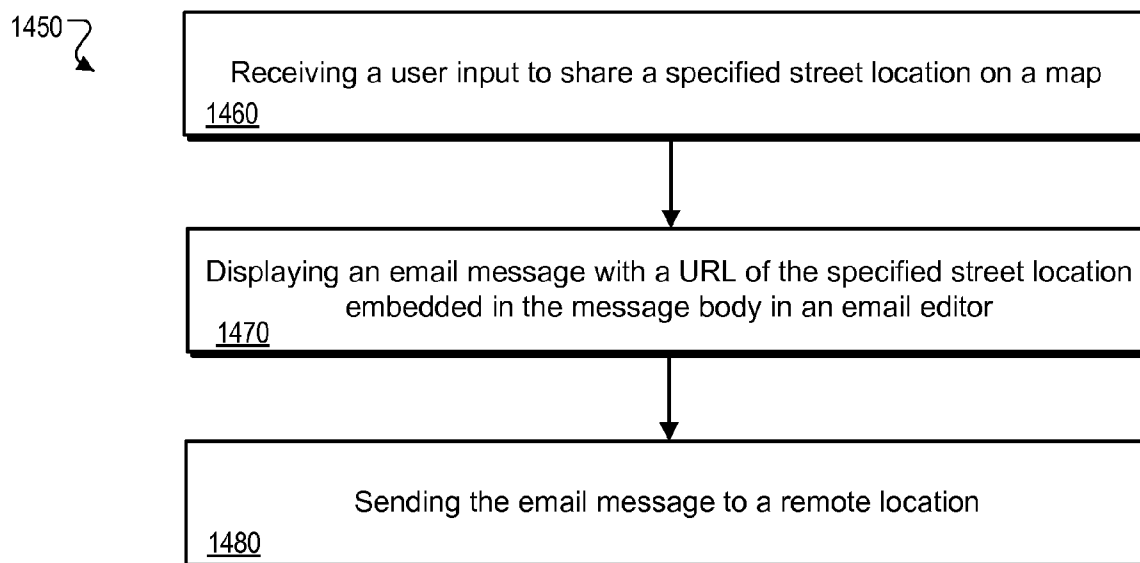 1450
Receiving a user input to share a specified street location on a map
1460
Displaying an email message with a URL of the specified street location
embedded in the message body in an email editor
1470
Sending the email message to a remote location
1480